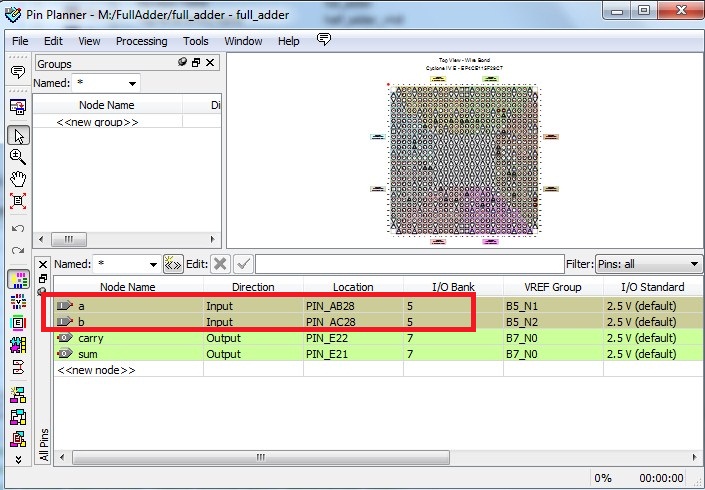 Pin Planner - M:/FullAdder/full_adder - full_adder
File Edit View Processing Tools Window Help
Groups
Named: *
Node Name Di
<<new group>>
Top View - Wire Bond
Cyclone IV E - EP4CE115F29C7
Named: * Edit: Filter: Pins: all
Node Name Direction Location I/O Bank VREF Group I/O Standard
a Input PIN_AB28 5 B5_N1 2.5 V (default)
b Input PIN_AC28 5 B5_N2 2.5 V (default)
carry Output PIN_E22 7 B7_N0 2.5 V (default)
sum Output PIN_E21 7 B7_N0 2.5 V (default)
<<new node>>
All Pins
0% 00:00:00